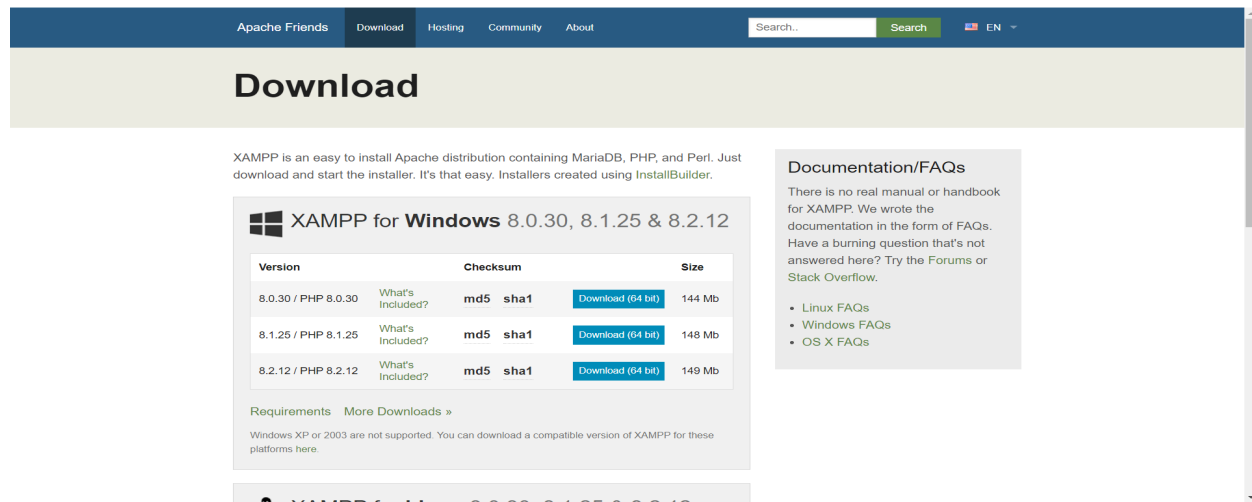 Apache Friends Download Hosting Community About Search.. Search EN
Download
XAMPP is an easy to install Apache distribution containing MariaDB, PHP, and Perl. Just
download and start the installer. It's that easy. Installers created using InstallBuilder.
XAMPP for Windows 8.0.30, 8.1.25 & 8.2.12
Version Checksum Size
8.0.30 / PHP 8.0.30 What's Included? md5 sha1 Download (64 bit) 144 Mb
8.1.25 / PHP 8.1.25 What's Included? md5 sha1 Download (64 bit) 148 Mb
8.2.12 / PHP 8.2.12 What's Included? md5 sha1 Download (64 bit) 149 Mb
Requirements More Downloads »
Windows XP or 2003 are not supported. You can download a compatible version of XAMPP for these
platforms here.
Documentation/FAQs
There is no real manual or handbook
for XAMPP. We wrote the
documentation in the form of FAQs.
Have a burning question that's not
answered here? Try the Forums or
Stack Overflow.
• Linux FAQs
• Windows FAQs
• OS X FAQs